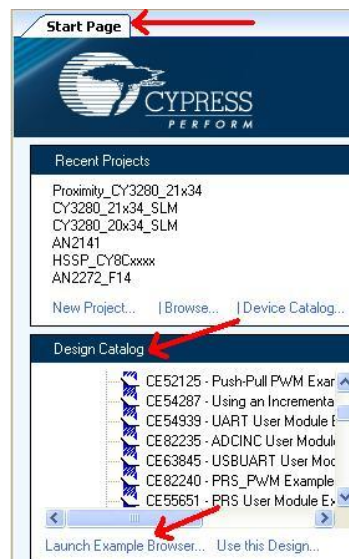 Start Page
CYPRESS
PERFORM
Recent Projects
Proximity_CY3280_21x34
CY3280_21x34_SLM
CY3280_20x34_SLM
AN2141
HSSP_CY8Cxxxx
AN2272_F14
New Project... | Browse... | Device Catalog...
Design Catalog
CE52125 - Push-Pull PWM Exar
CE54287 - Using an Incrementa
CE54939 - UART User Module E
CE82235 - ADCINC User Modul
CE63845 - USBUART User Moc
CE82240 - PRS_PWM Example
CE55651 - PRS User Module Ex
Launch Example Browser... Use this Design...